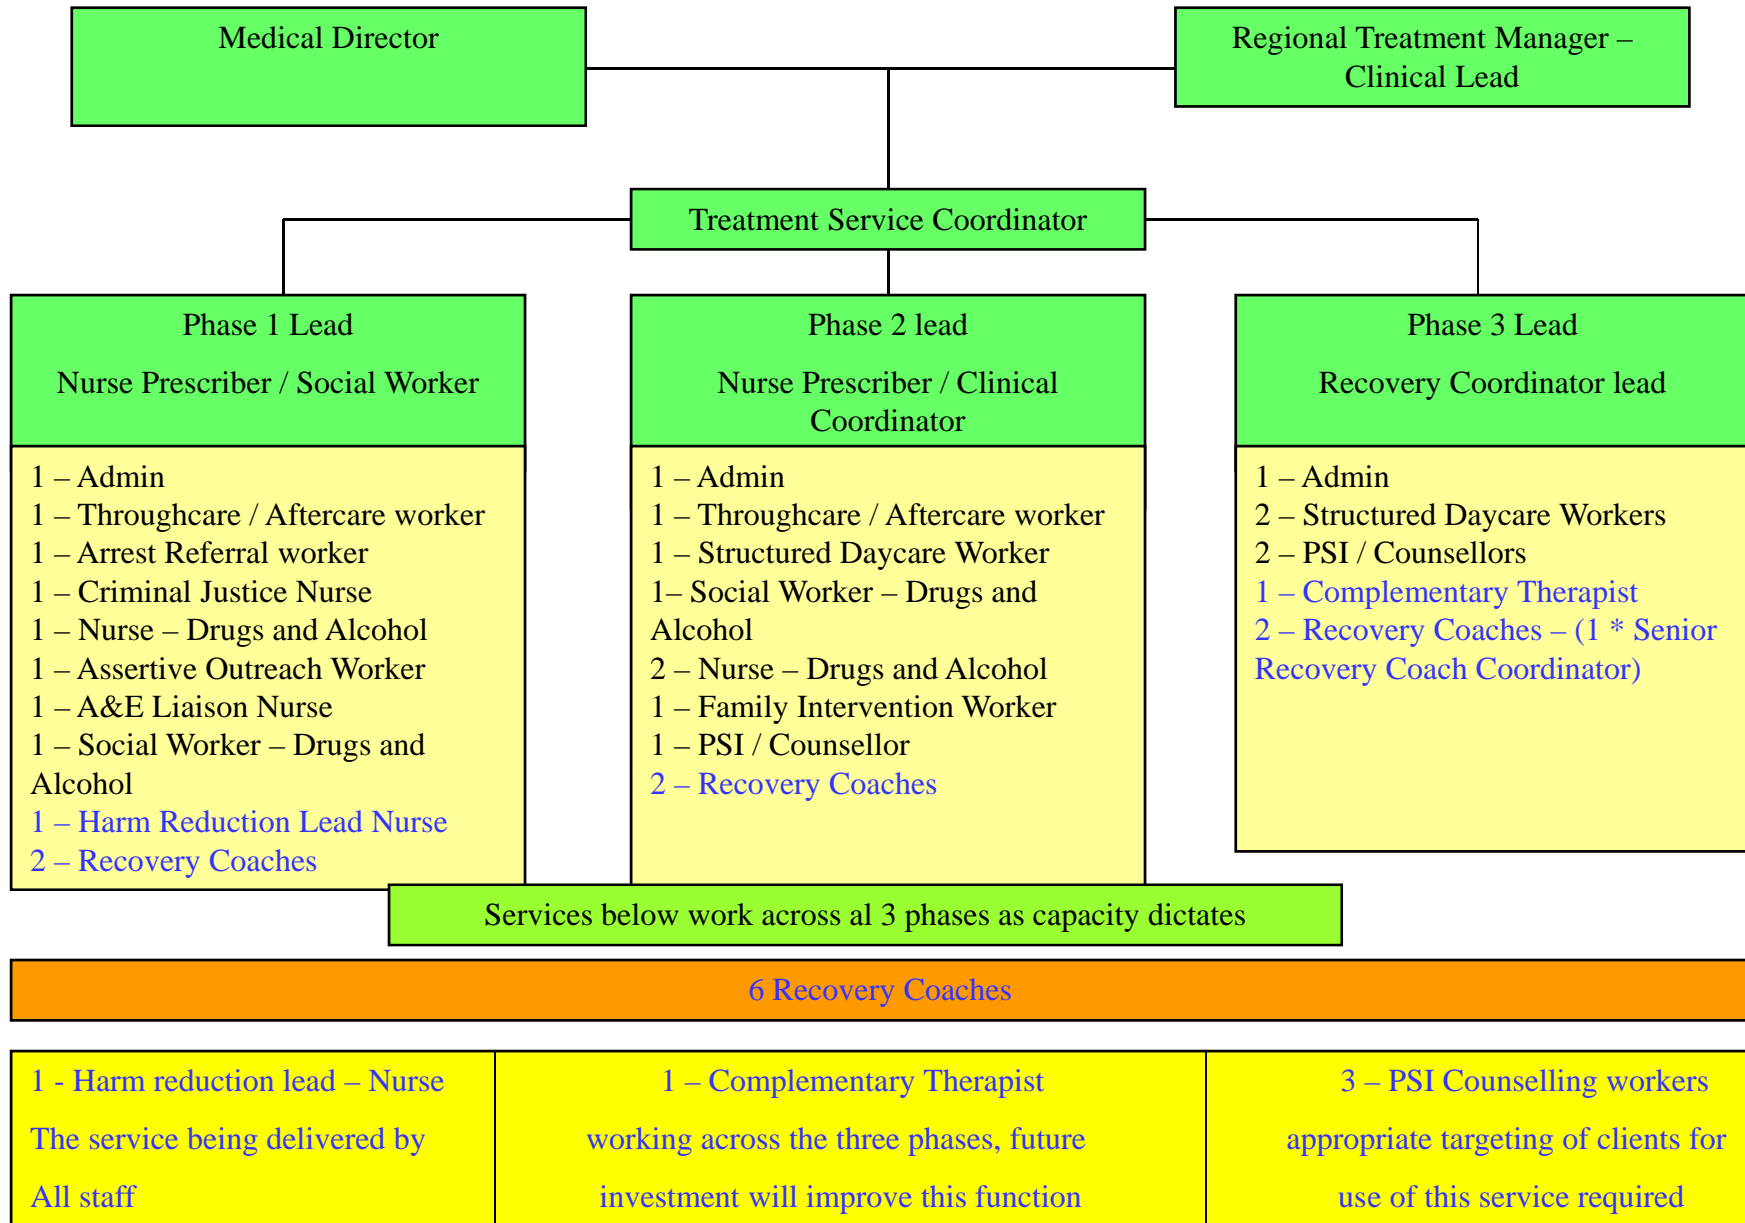 Medical Director
Regional Treatment Manager –
Clinical Lead
Treatment Service Coordinator
Phase 1 Lead
Nurse Prescriber / Social Worker
Phase 2 lead
Nurse Prescriber / Clinical
Coordinator
Phase 3 Lead
Recovery Coordinator lead
1 – Admin
1 – Throughcare / Aftercare worker
1 – Arrest Referral worker
1 – Criminal Justice Nurse
1 – Nurse – Drugs and Alcohol
1 – Assertive Outreach Worker
1 – A&E Liaison Nurse
1 – Social Worker – Drugs and
Alcohol
1 – Harm Reduction Lead Nurse
2 – Recovery Coaches
1 – Admin
1 – Throughcare / Aftercare worker
1 – Structured Daycare Worker
1– Social Worker – Drugs and
Alcohol
2 – Nurse – Drugs and Alcohol
1 – Family Intervention Worker
1 – PSI / Counsellor
2 – Recovery Coaches
1 – Admin
2 – Structured Daycare Workers
2 – PSI / Counsellors
1 – Complementary Therapist
2 – Recovery Coaches – (1 * Senior
Recovery Coach Coordinator)
Services below work across al 3 phases as capacity dictates
6 Recovery Coaches
1 - Harm reduction lead – Nurse
The service being delivered by
All staff
1 – Complementary Therapist
working across the three phases, future
investment will improve this function
3 – PSI Counselling workers
appropriate targeting of clients for
use of this service required